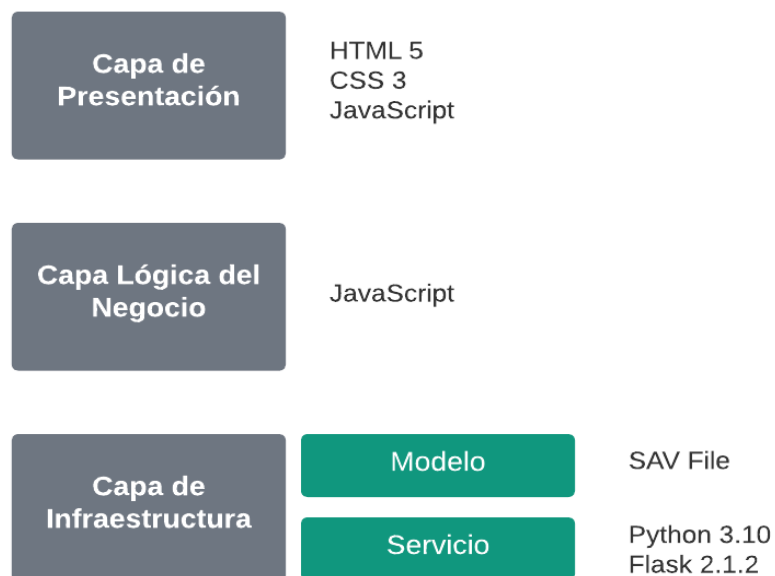 Capa de
Presentación
HTML 5
CSS 3
JavaScript
Capa Lógica del
Negocio
JavaScript
Capa de
Infraestructura
Modelo
SAV File
Servicio
Python 3.10
Flask 2.1.2